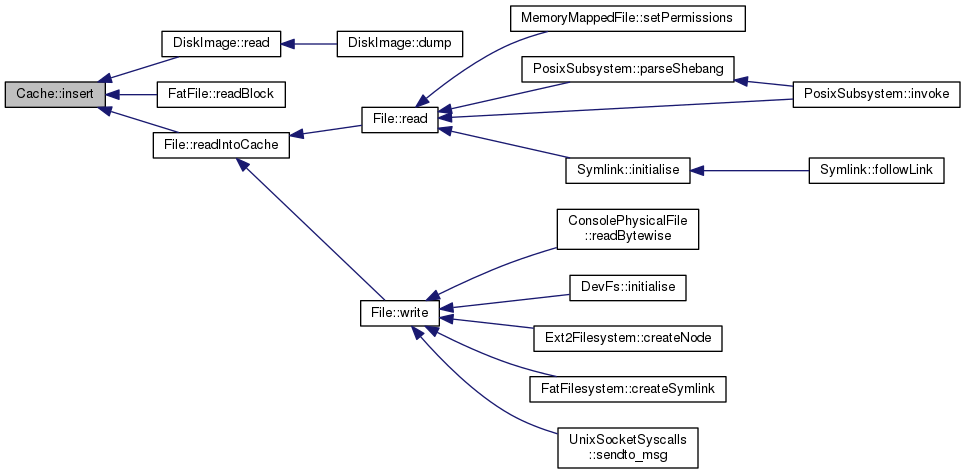 MemoryMappedFile::setPermissions
DiskImage::read
DiskImage::dump
PosixSubsystem::parseShebang
Cache::insert
FatFile::readBlock
PosixSubsystem::invoke
File::read
File::readIntoCache
Symlink::initialise
Symlink::followLink
ConsolePhysicalFile
::readBytewise
DevFs::initialise
File::write
Ext2Filesystem::createNode
FatFilesystem::createSymlink
UnixSocketSyscalls
::sendto_msg